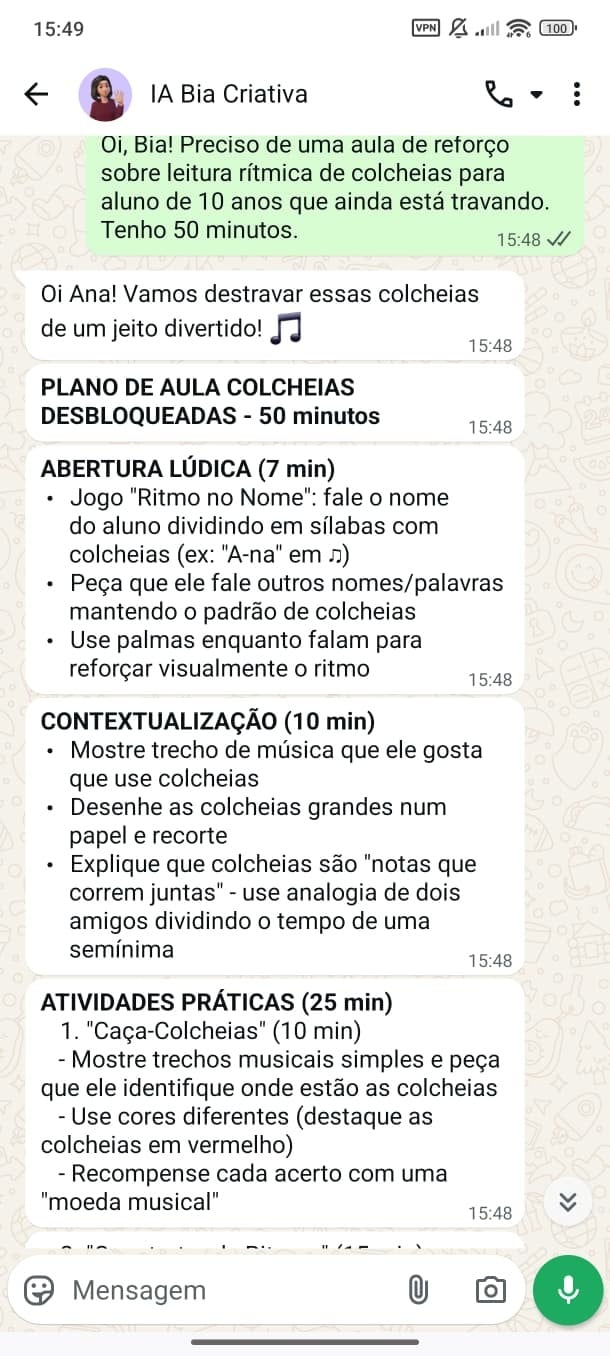 15:49
VPN
100
IA Bia Criativa
Oi, Bia! Preciso de uma aula de reforço
sobre leitura rítmica de colcheias para
aluno de 10 anos que ainda está travando.
Tenho 50 minutos.
15:48
Oi Ana! Vamos destravar essas colcheias
de um jeito divertido! 🎵
15:48
PLANO DE AULA COLCHEIAS
DESBLOQUEADAS - 50 minutos
15:48
ABERTURA LÚDICA (7 min)
• Jogo "Ritmo no Nome": fale o nome
do aluno dividindo em sílabas com
colcheias (ex: "A-na" em ♫)
• Peça que ele fale outros nomes/palavras
mantendo o padrão de colcheias
• Use palmas enquanto falam para
reforçar visualmente o ritmo
15:48
CONTEXTUALIZAÇÃO (10 min)
• Mostre trecho de música que ele gosta
que use colcheias
• Desenhe as colcheias grandes num
papel e recorte
• Explique que colcheias são "notas que
correm juntas" - use analogia de dois
amigos dividindo o tempo de uma
semínima
15:48
ATIVIDADES PRÁTICAS (25 min)
1. "Caça-Colcheias" (10 min)
- Mostre trechos musicais simples e peça
que ele identifique onde estão as colcheias
- Use cores diferentes (destaque as
colcheias em vermelho)
- Recompense cada acerto com uma
"moeda musical"
15:48
Mensagem